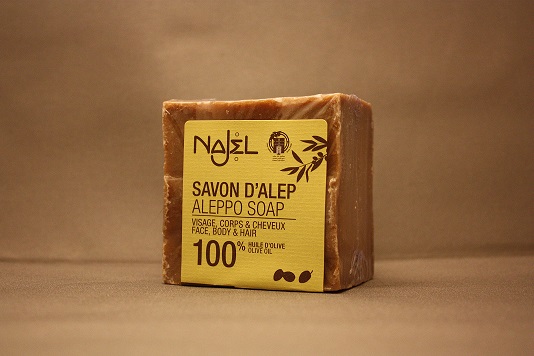 NAJEL
SAVON D'ALEP
ALEPPO SOAP
VISAGE, CORPS & CHEVEUX
FACE, BODY & HAIR
100% HUILE D'OLIVE
OLIVE OIL